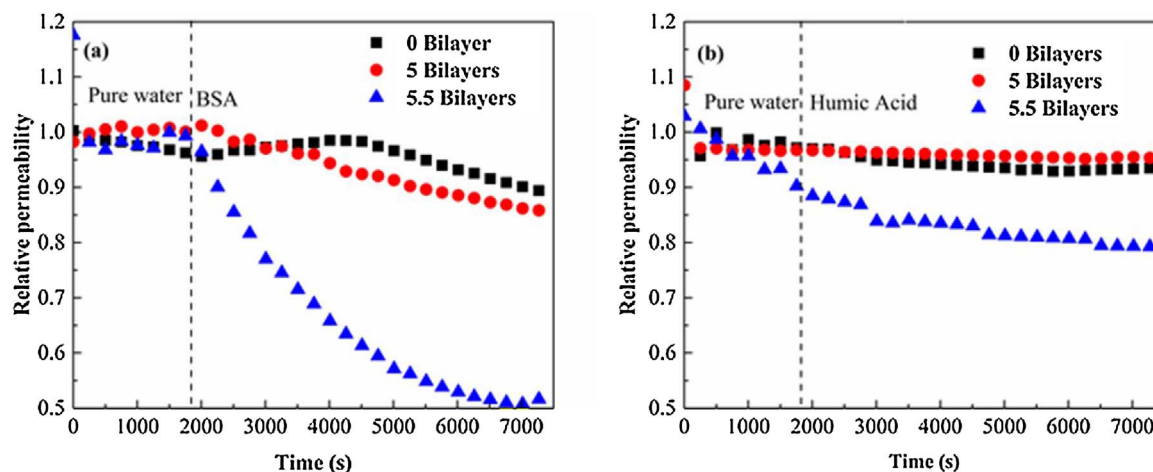 (a)
0 Bilayer
5 Bilayers
5.5 Bilayers
Pure water
BSA
1.2
1.1
1.0
0.9
0.8
0.7
0.6
0.5
Relative permeability
0 1000 2000 3000 4000 5000 6000 7000
Time (s)
(b)
0 Bilayers
5 Bilayers
5.5 Bilayers
Pure water
Humic Acid
1.2
1.1
1.0
0.9
0.8
0.7
0.6
0.5
Relative permeability
0 1000 2000 3000 4000 5000 6000 7000
Time (s)